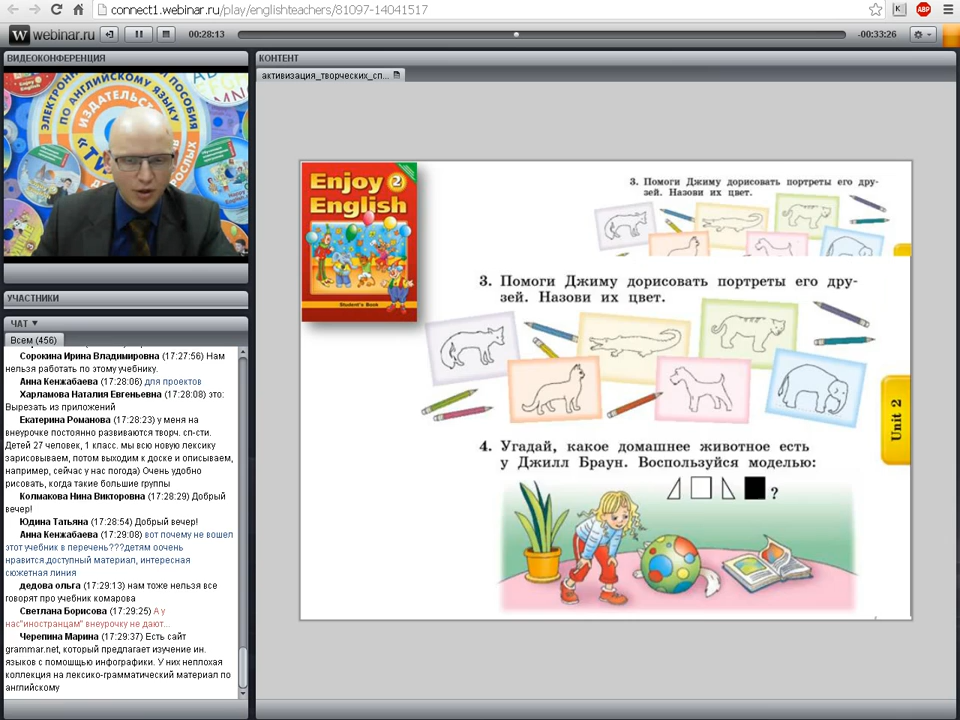 connect1.webinar.ru/play/englishteachers/81097-14041517
K
ABP
W webinar.ru
00:28:13
-00:33:26
ВИДЕОКОНФЕРЕНЦИЯ
ЭЛЕКТРОННЫЕ
ПОСОБИЯ
ПО АНГЛИЙСКОМУ ЯЗЫКУ
ИЗДАТЕЛЬСТВО
УЧАСТНИКИ
ЧАТ ▼
Всем (456)
Сорокина Ирина Владимировна (17:27:56) Нам
нельзя работать по этому учебнику.
Анна Кенжабаева (17:28:06) для проектов
Харламова Наталия Евгеньевна (17:28:08) это:
Вырезать из приложений
Екатерина Романова (17:28:23) у меня на
внеурочке постоянно развиваются творч. сп-сти.
Детей 27 человек, 1 класс. мы всю новую лексику
зарисовываем, потом выходим к доске и описываем,
например, сейчас у нас погода) Очень удобно
рисовать, когда такие большие группы
Колмакова Нина Викторовна (17:28:29) Добрый
вечер!
Юдина Татьяна (17:28:54) Добрый вечер!
Анна Кенжабаева (17:29:08) вот почему не вошел
этот учебник в перечень???детям оочень
нравится,доступный материал, интересная
сюжетная линия
дедова ольга (17:29:13) нам тоже нельзя все
говорят про учебник комарова
Светлана Борисова (17:29:25) А у
нас"иностранцам" внеурочку не дают...
Черепина Марина (17:29:37) Есть сайт
grammar.net, который предлагает изучение ин.
языков с помошщью инфографики. У них неплохая
коллекция на лексико-грамматический материал по
английскому
КОНТЕНТ
активизация_творческих_сп...
Enjoy 2
English
Student's Book
3. Помоги Джиму дорисовать портреты его дру-
зей. Назови их цвет.
3. Помоги Джиму дорисовать портреты его дру-
зей. Назови их цвет.
Unit 2
4. Угадай, какое домашнее животное есть
у Джилл Браун. Воспользуйся моделью:
?